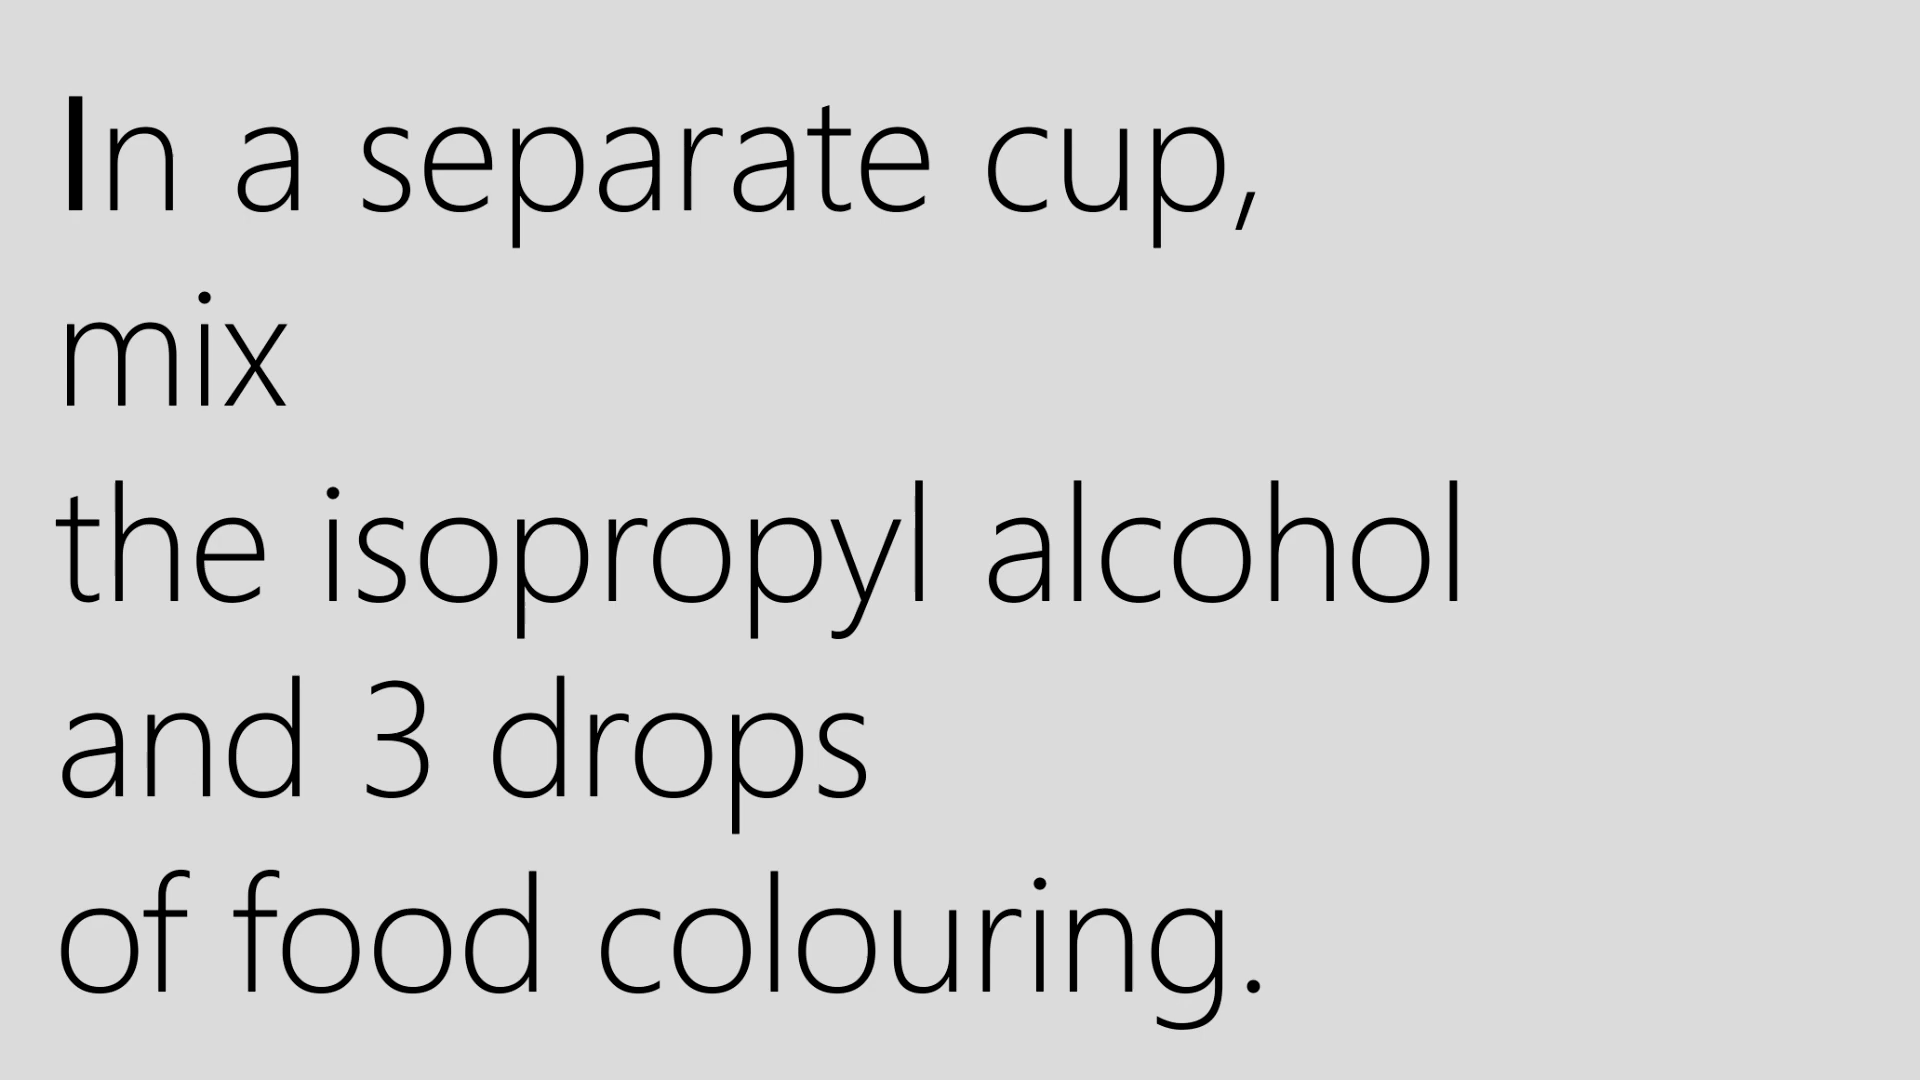 In a separate cup,
mix
the isopropyl alcohol
and 3 drops
of food colouring.